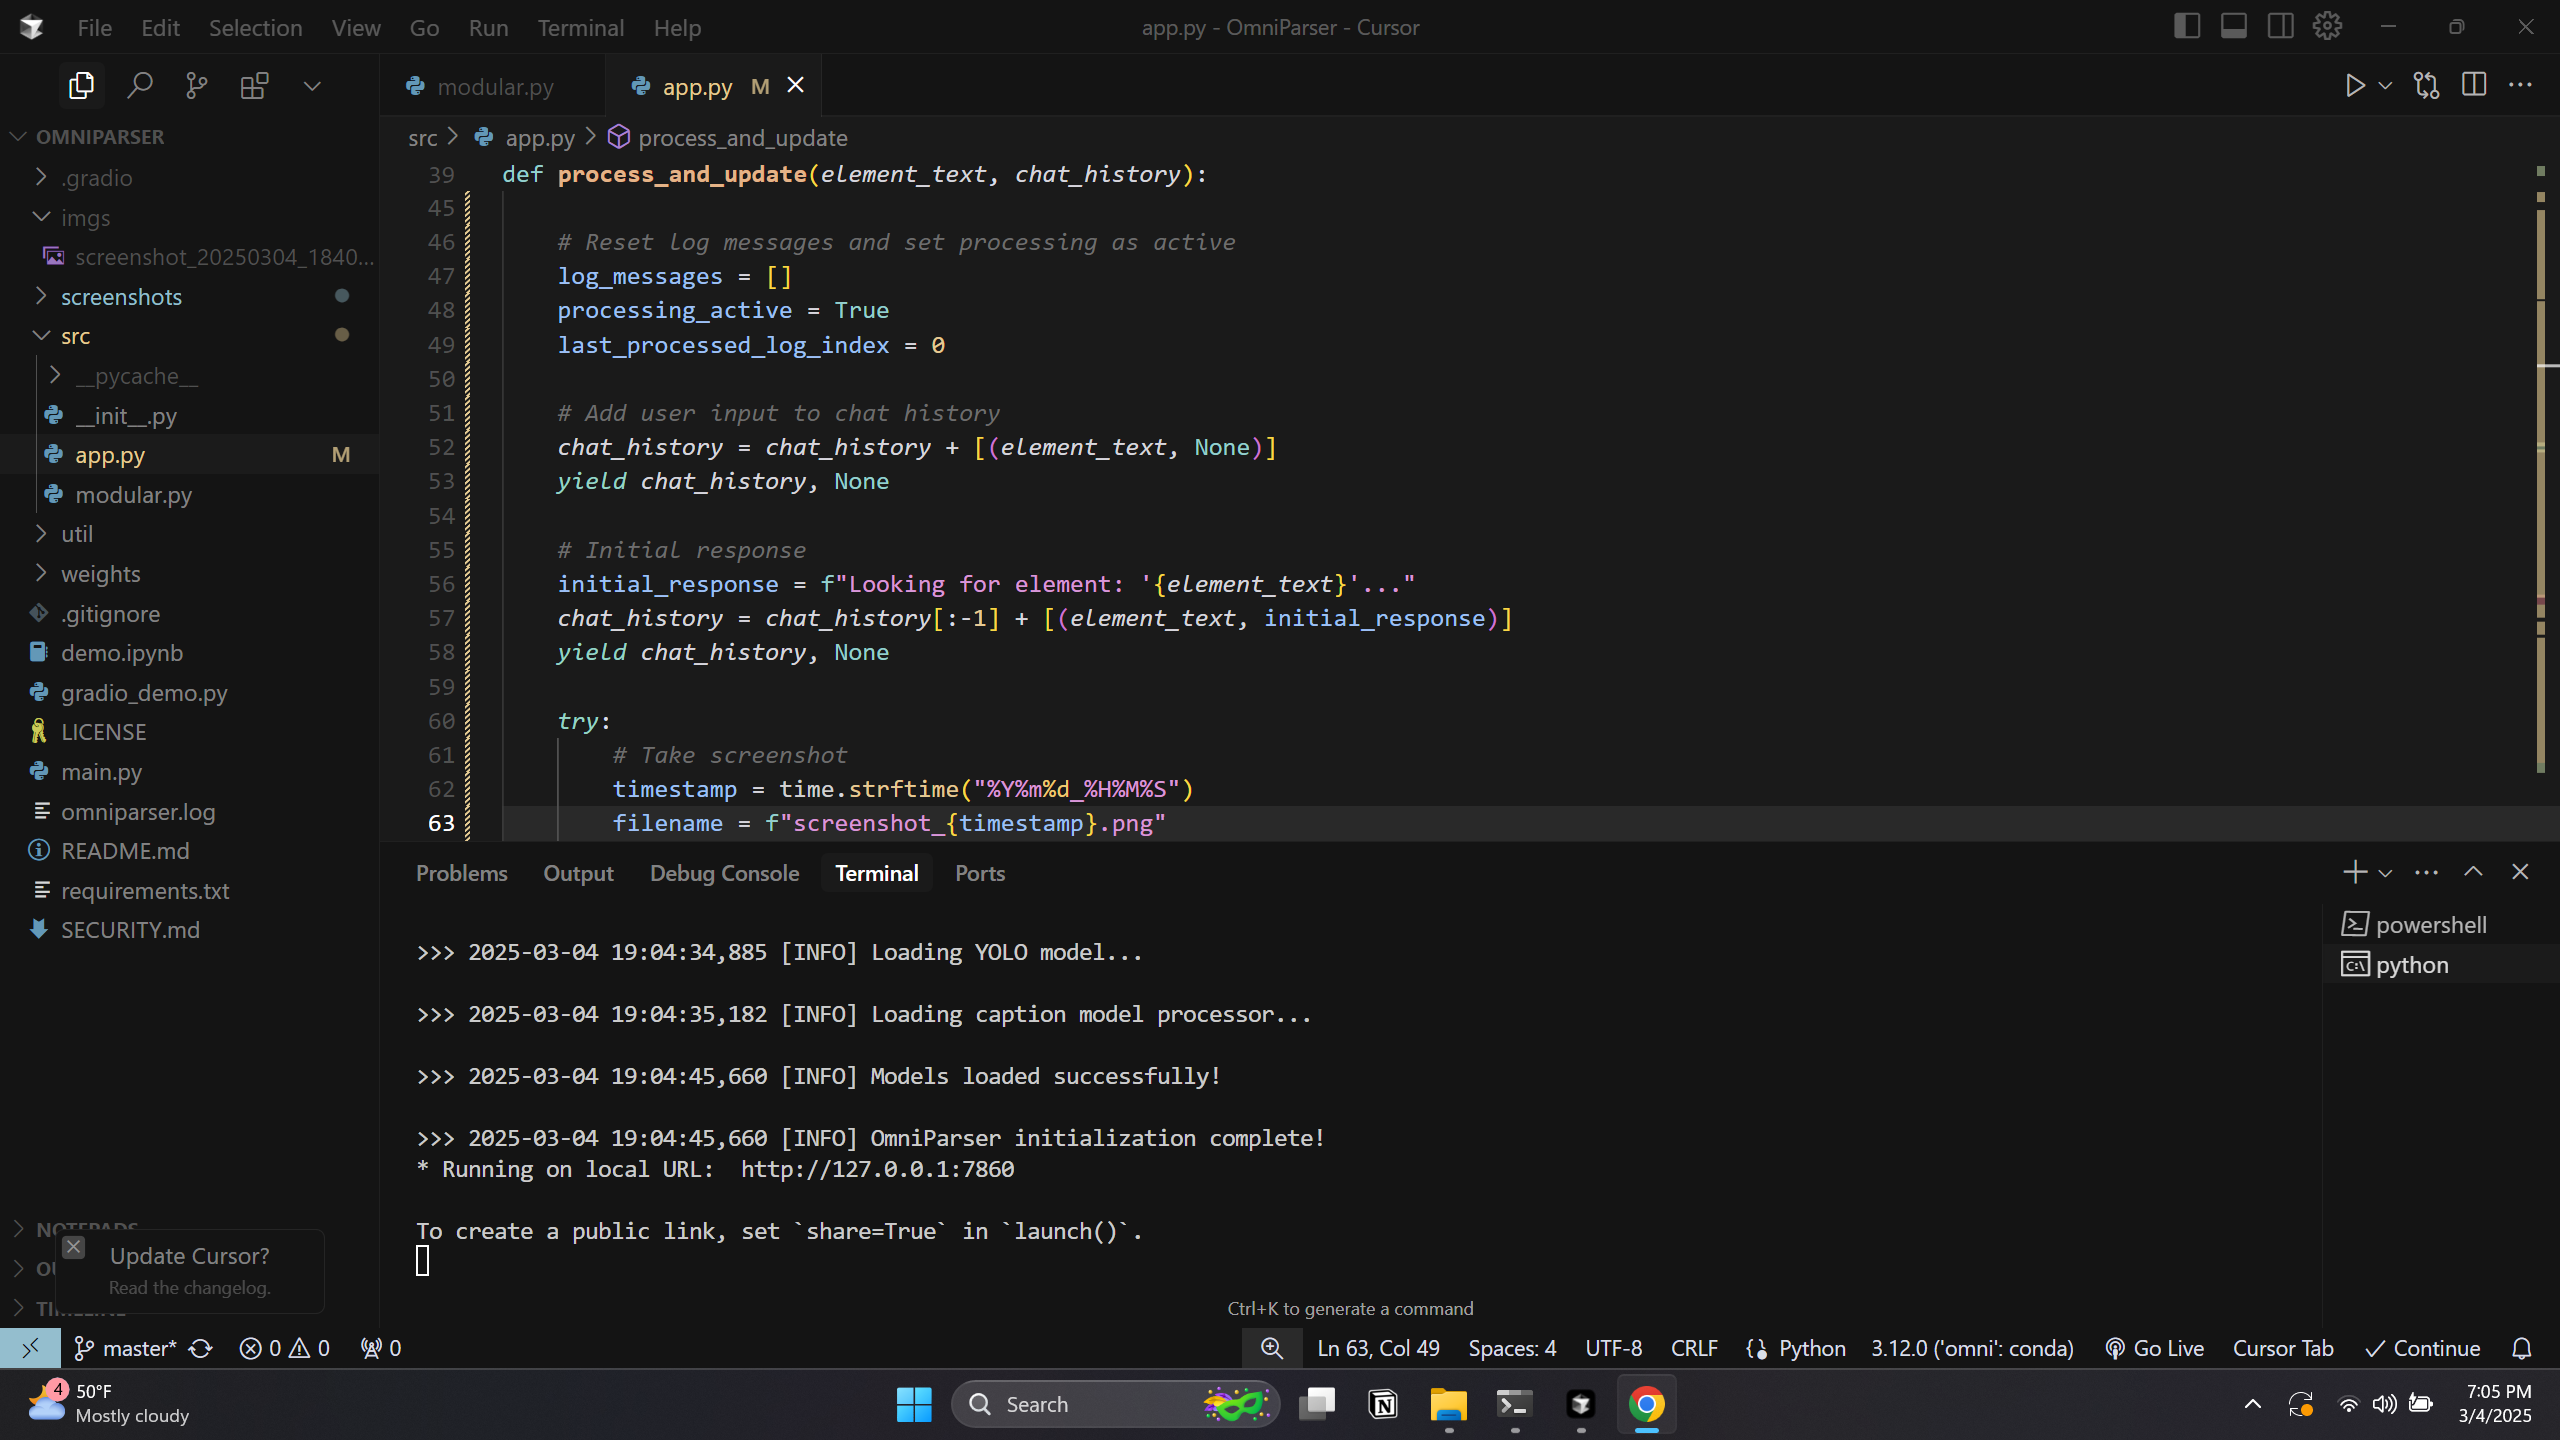 File Edit Selection View Go Run Terminal Help
app.py - OmniParser - Cursor
modular.py
app.py M
OMNIPARSER
.gradio
imgs
screenshot_20250304_1840...
screenshots
src
__pycache__
__init__.py
app.py M
modular.py
util
weights
.gitignore
demo.ipynb
gradio_demo.py
LICENSE
main.py
omniparser.log
README.md
requirements.txt
SECURITY.md
NOTEPADS
TIMELINE
Update Cursor?
Read the changelog.
src > app.py > process_and_update
39 def process_and_update(element_text, chat_history):
45
46 # Reset log messages and set processing as active
47 log_messages = []
48 processing_active = True
49 last_processed_log_index = 0
50
51 # Add user input to chat history
52 chat_history = chat_history + [(element_text, None)]
53 yield chat_history, None
54
55 # Initial response
56 initial_response = f"Looking for element: '{element_text}'..."
57 chat_history = chat_history[:-1] + [(element_text, initial_response)]
58 yield chat_history, None
59
60 try:
61 # Take screenshot
62 timestamp = time.strftime("%Y%m%d_%H%M%S")
63 filename = f"screenshot_{timestamp}.png"
Problems Output Debug Console Terminal Ports
>>> 2025-03-04 19:04:34,885 [INFO] Loading YOLO model...
>>> 2025-03-04 19:04:35,182 [INFO] Loading caption model processor...
>>> 2025-03-04 19:04:45,660 [INFO] Models loaded successfully!
>>> 2025-03-04 19:04:45,660 [INFO] OmniParser initialization complete!
* Running on local URL:  http://127.0.0.1:7860
To create a public link, set `share=True` in `launch()`.
powershell
python
Ctrl+K to generate a command
master* 0 0 0
Ln 63, Col 49 Spaces: 4 UTF-8 CRLF Python 3.12.0 ('omni': conda) Go Live Cursor Tab Continue
4
50°F
Mostly cloudy
Search
7:05 PM
3/4/2025